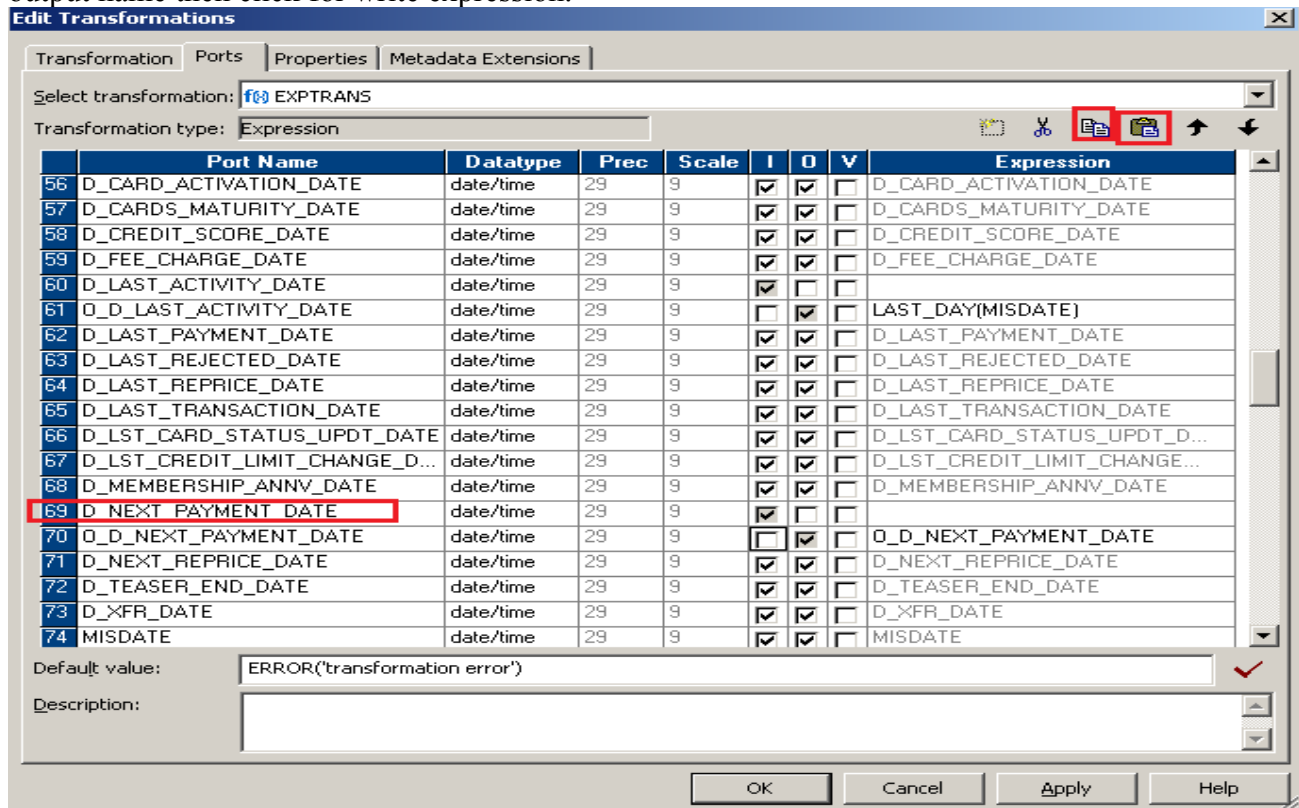 output name then click for write expression.
Edit Transformations
Transformation Ports Properties Metadata Extensions
Select transformation: f(x) EXPTRANS
Transformation type: Expression
Port Name Datatype Prec Scale I O V Expression
56 D_CARD_ACTIVATION_DATE date/time 29 9 D_CARD_ACTIVATION_DATE
57 D_CARDS_MATURITY_DATE date/time 29 9 D_CARDS_MATURITY_DATE
58 D_CREDIT_SCORE_DATE date/time 29 9 D_CREDIT_SCORE_DATE
59 D_FEE_CHARGE_DATE date/time 29 9 D_FEE_CHARGE_DATE
60 D_LAST_ACTIVITY_DATE date/time 29 9
61 O_D_LAST_ACTIVITY_DATE date/time 29 9 LAST_DAY(MISDATE)
62 D_LAST_PAYMENT_DATE date/time 29 9 D_LAST_PAYMENT_DATE
63 D_LAST_REJECTED_DATE date/time 29 9 D_LAST_REJECTED_DATE
64 D_LAST_REPRICE_DATE date/time 29 9 D_LAST_REPRICE_DATE
65 D_LAST_TRANSACTION_DATE date/time 29 9 D_LAST_TRANSACTION_DATE
66 D_LST_CARD_STATUS_UPDT_DATE date/time 29 9 D_LST_CARD_STATUS_UPDT_D...
67 D_LST_CREDIT_LIMIT_CHANGE_D... date/time 29 9 D_LST_CREDIT_LIMIT_CHANGE...
68 D_MEMBERSHIP_ANNV_DATE date/time 29 9 D_MEMBERSHIP_ANNV_DATE
69 D_NEXT_PAYMENT_DATE date/time 29 9
70 O_D_NEXT_PAYMENT_DATE date/time 29 9 O_D_NEXT_PAYMENT_DATE
71 D_NEXT_REPRICE_DATE date/time 29 9 D_NEXT_REPRICE_DATE
72 D_TEASER_END_DATE date/time 29 9 D_TEASER_END_DATE
73 D_XFR_DATE date/time 29 9 D_XFR_DATE
74 MISDATE date/time 29 9 MISDATE
Default value: ERROR('transformation error')
Description:
OK Cancel Apply Help